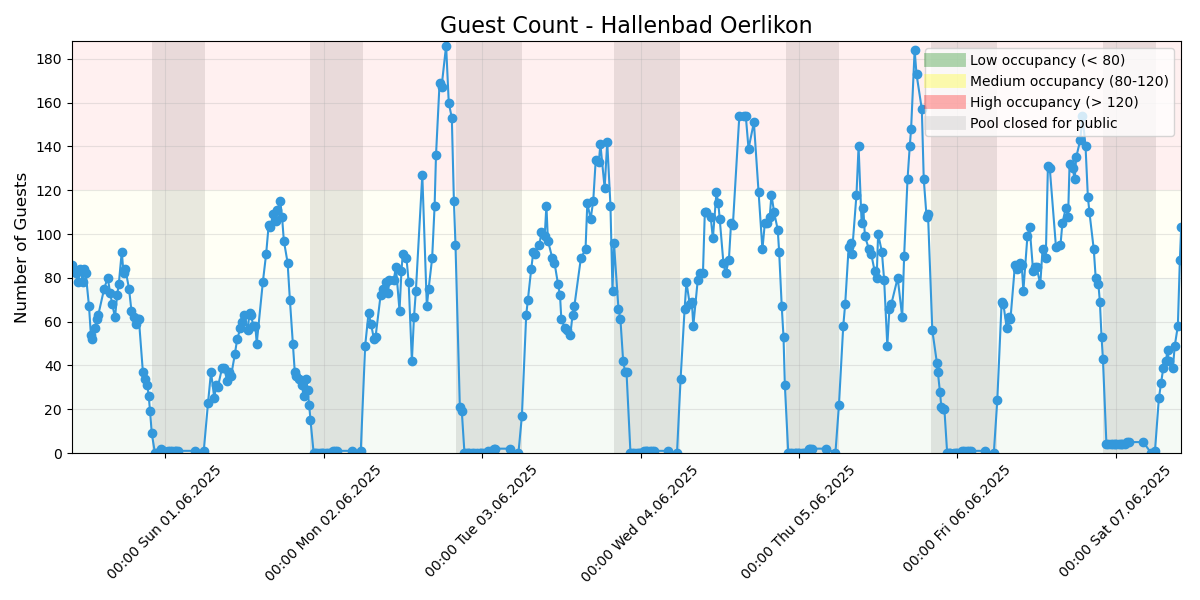 Guest Count - Hallenbad Oerlikon
Number of Guests
180
160
140
120
100
80
60
40
20
0
Low occupancy (< 80)
Medium occupancy (80-120)
High occupancy (> 120)
Pool closed for public
00:00 Sun 01.06.2025
00:00 Mon 02.06.2025
00:00 Tue 03.06.2025
00:00 Wed 04.06.2025
00:00 Thu 05.06.2025
00:00 Fri 06.06.2025
00:00 Sat 07.06.2025